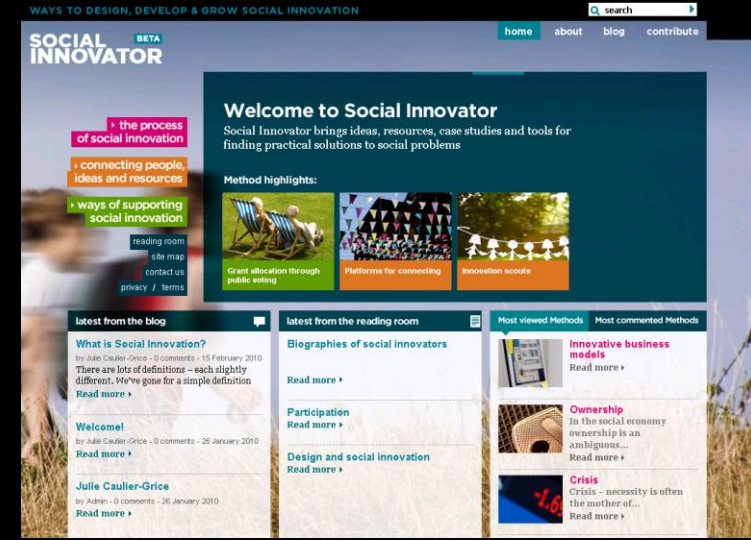 WAYS TO DESIGN, DEVELOP & GROW SOCIAL INNOVATION
search
home about blog contribute
SOCIAL BETA
INNOVATOR
the process
of social innovation
connecting people,
ideas and resources
ways of supporting
social innovation
reading room
site map
contact us
privacy / terms
Welcome to Social Innovator
Social Innovator brings ideas, resources, case studies and tools for
finding practical solutions to social problems
Method highlights:
Grant allocation through
public voting
Platforms for connecting
Innovation scouts
latest from the blog
What is Social Innovation?
by Julie Caulier-Grice - 0 comments - 15 February 2010
There are lots of definitions – each slightly
different. We've gone for a simple definition
Read more
Welcome!
by Julie Caulier-Grice - 0 comments - 26 January 2010
Read more
Julie Caulier-Grice
by Admin - 0 comments - 26 January 2010
Read more
latest from the reading room
Biographies of social innovators
Read more
Participation
Read more
Design and social innovation
Read more
Most viewed Methods Most commented Methods
Innovative business
models
Read more
Ownership
In the social economy
ownership is an
ambiguous...
Read more
Crisis
Crisis – necessity is often
the mother of...
Read more
-1.6